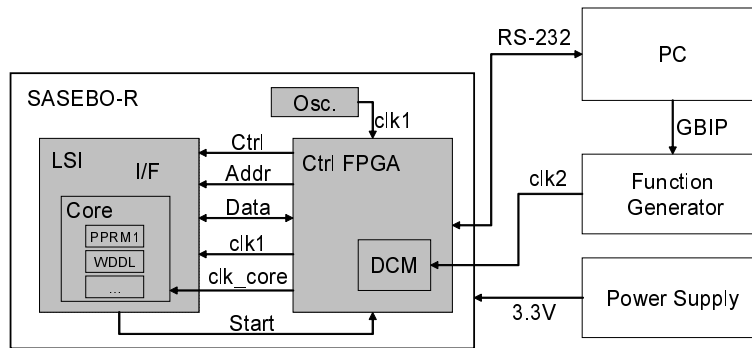 RS-232
PC
SASEBO-R
Osc.
clk1
GBIP
LSI
I/F
Ctrl
Ctrl FPGA
Addr
clk2
Function
Generator
Core
Data
PPRM1
WDDL
...
clk1
DCM
clk_core
Start
3.3V
Power Supply